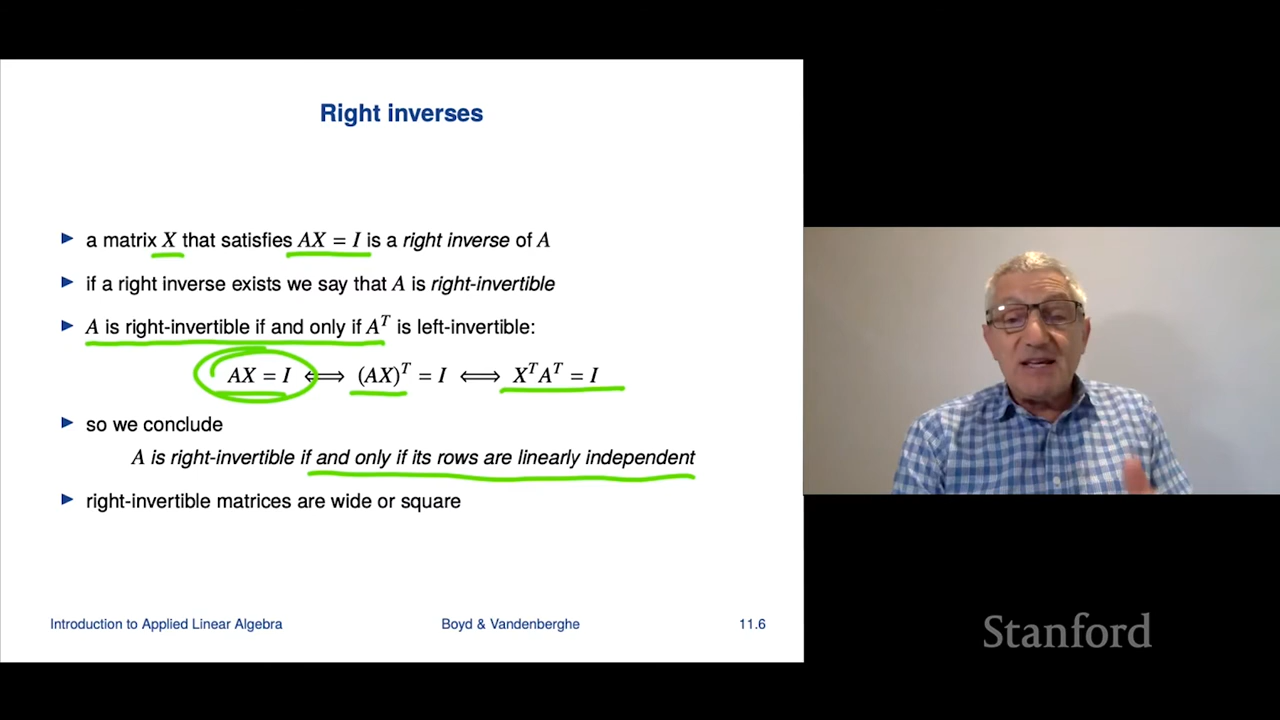 Right inverses
▶ a matrix X that satisfies AX = I is a right inverse of A
▶ if a right inverse exists we say that A is right-invertible
▶ A is right-invertible if and only if Aᵀ is left-invertible:
AX = I ⟺ (AX)ᵀ = I ⟺ XᵀAᵀ = I
▶ so we conclude
A is right-invertible if and only if its rows are linearly independent
▶ right-invertible matrices are wide or square
Introduction to Applied Linear Algebra Boyd & Vandenberghe 11.6
Stanford